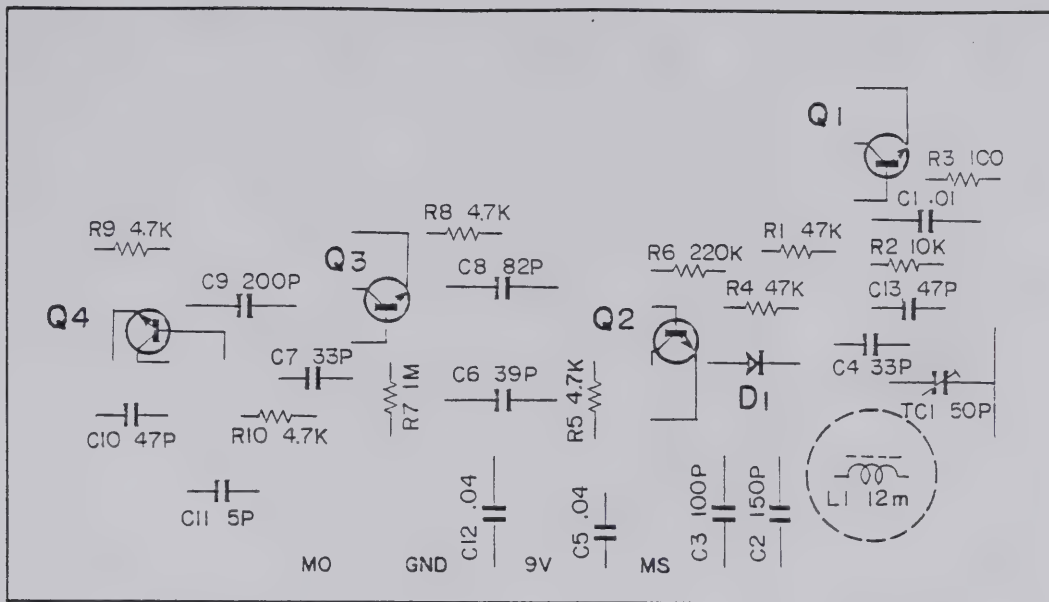 Q1
R3 100
C1 .01
R9 4.7K
R8 4.7K
R1 47K
R2 10K
Q3
R6 220K
C9 200P
C8 82P
R4 47K
C13 47P
Q4
Q2
C7 33P
C6 39P
C4 33P
R7 1M
R5 4.7K
D1
TC1 50P
C10 47P
R10 4.7K
L1 12m
C11 5P
C12 .04
C5 .04
C3 100P
C2 150P
MO
GND
9V
MS